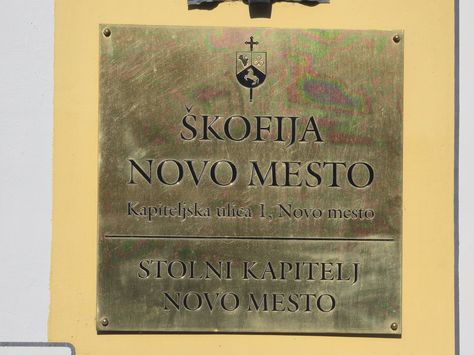 ŠKOFIJA
NOVO MESTO
Kapiteljska ulica 1, Novo mesto
STOLNI KAPITELJ
NOVO MESTO